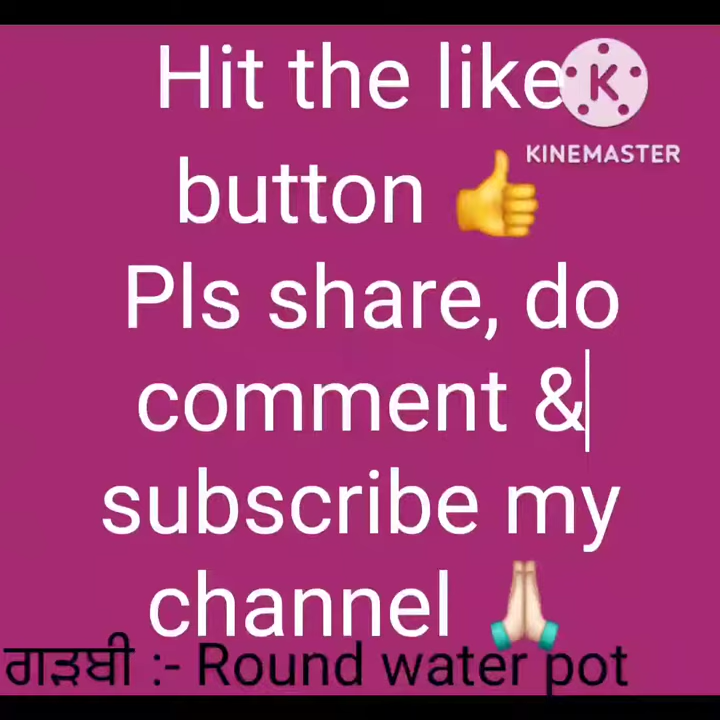 Hit the like
KINEMASTER
button 👍
Pls share, do
comment &
subscribe my
channel 🙏🏻
ਗੜਬੀ :- Round water pot